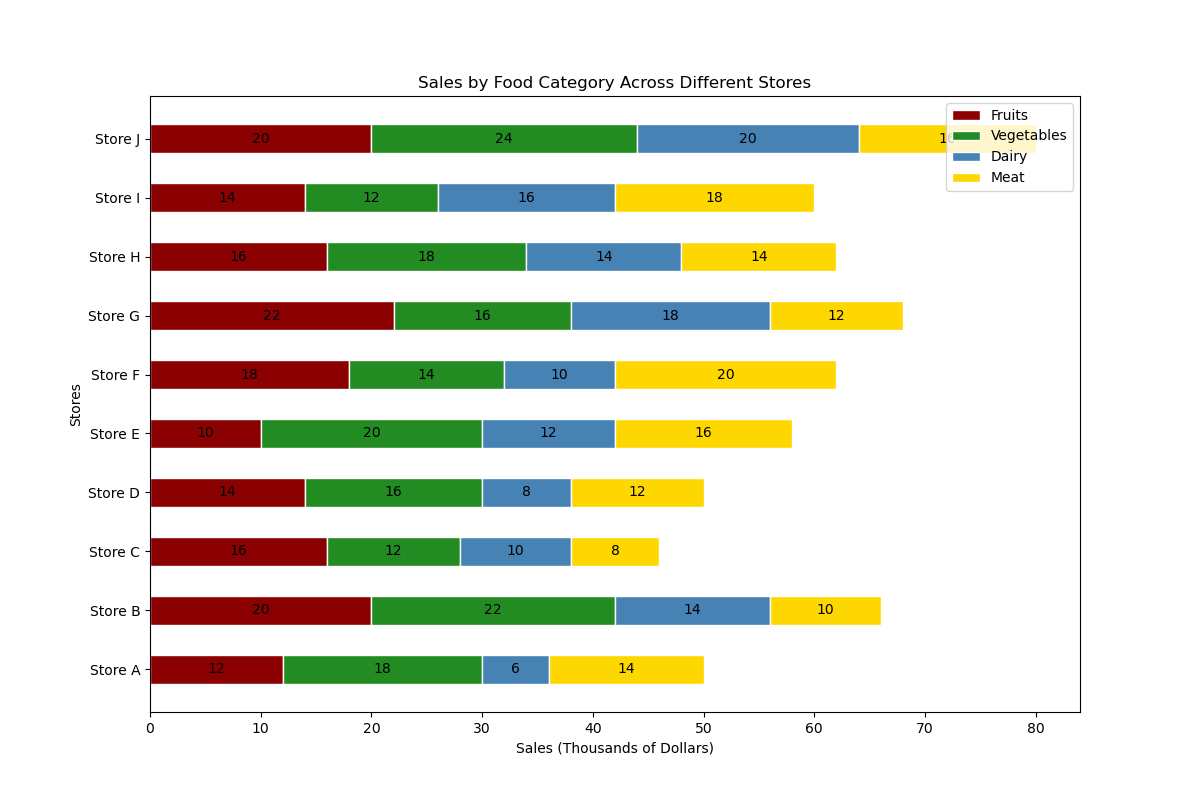 Sales by Food Category Across Different Stores
Fruits
Vegetables
Dairy
Meat
Store J 20 24 20 16
Store I 14 12 16 18
Store H 16 18 14 14
Store G 22 16 18 12
Store F 18 14 10 20
Store E 10 20 12 16
Store D 14 16 8 12
Store C 16 12 10 8
Store B 20 22 14 10
Store A 12 18 6 14
Stores
0 10 20 30 40 50 60 70 80
Sales (Thousands of Dollars)